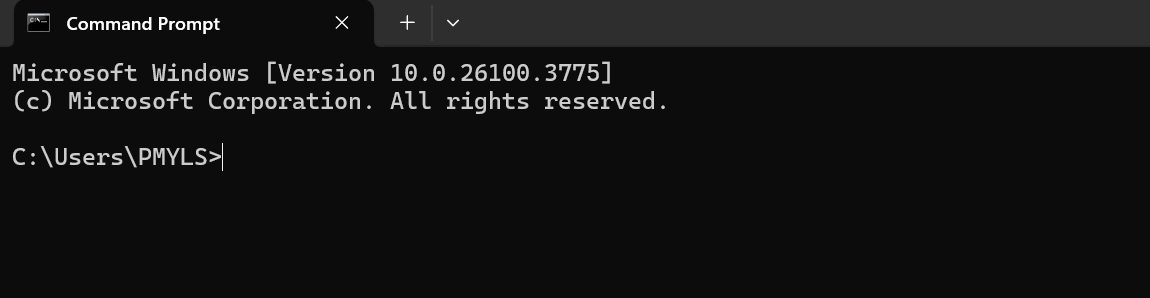 Command Prompt
Microsoft Windows [Version 10.0.26100.3775]
(c) Microsoft Corporation. All rights reserved.
C:\Users\PMYLS>